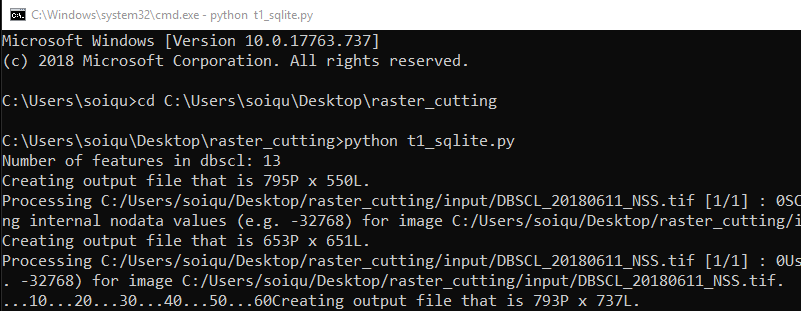 C:\Windows\system32\cmd.exe - python t1_sqlite.py
Microsoft Windows [Version 10.0.17763.737]
(c) 2018 Microsoft Corporation. All rights reserved.
C:\Users\soiqu>cd C:\Users\soiqu\Desktop\raster_cutting
C:\Users\soiqu\Desktop\raster_cutting>python t1_sqlite.py
Number of features in dbscl: 13
Creating output file that is 795P x 550L.
Processing C:/Users/soiqu/Desktop/raster_cutting/input/DBSCL_20180611_NSS.tif [1/1] : 0SC
ng internal nodata values (e.g. -32768) for image C:/Users/soiqu/Desktop/raster_cutting/i
Creating output file that is 653P x 651L.
Processing C:/Users/soiqu/Desktop/raster_cutting/input/DBSCL_20180611_NSS.tif [1/1] : 0Us
. -32768) for image C:/Users/soiqu/Desktop/raster_cutting/input/DBSCL_20180611_NSS.tif.
...10...20...30...40...50...60Creating output file that is 793P x 737L.